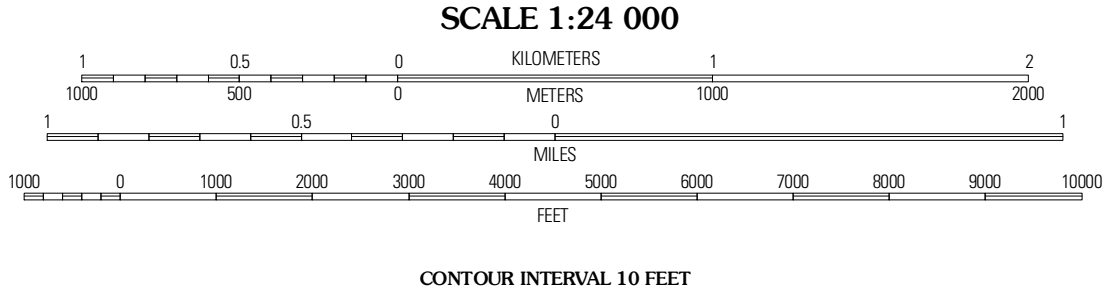 SCALE 1:24 000
1 0.5 0 KILOMETERS 1 2
1000 500 0 METERS 1000 2000
1 0.5 0 1
MILES
1000 0 1000 2000 3000 4000 5000 6000 7000 8000 9000 10000
FEET
CONTOUR INTERVAL 10 FEET